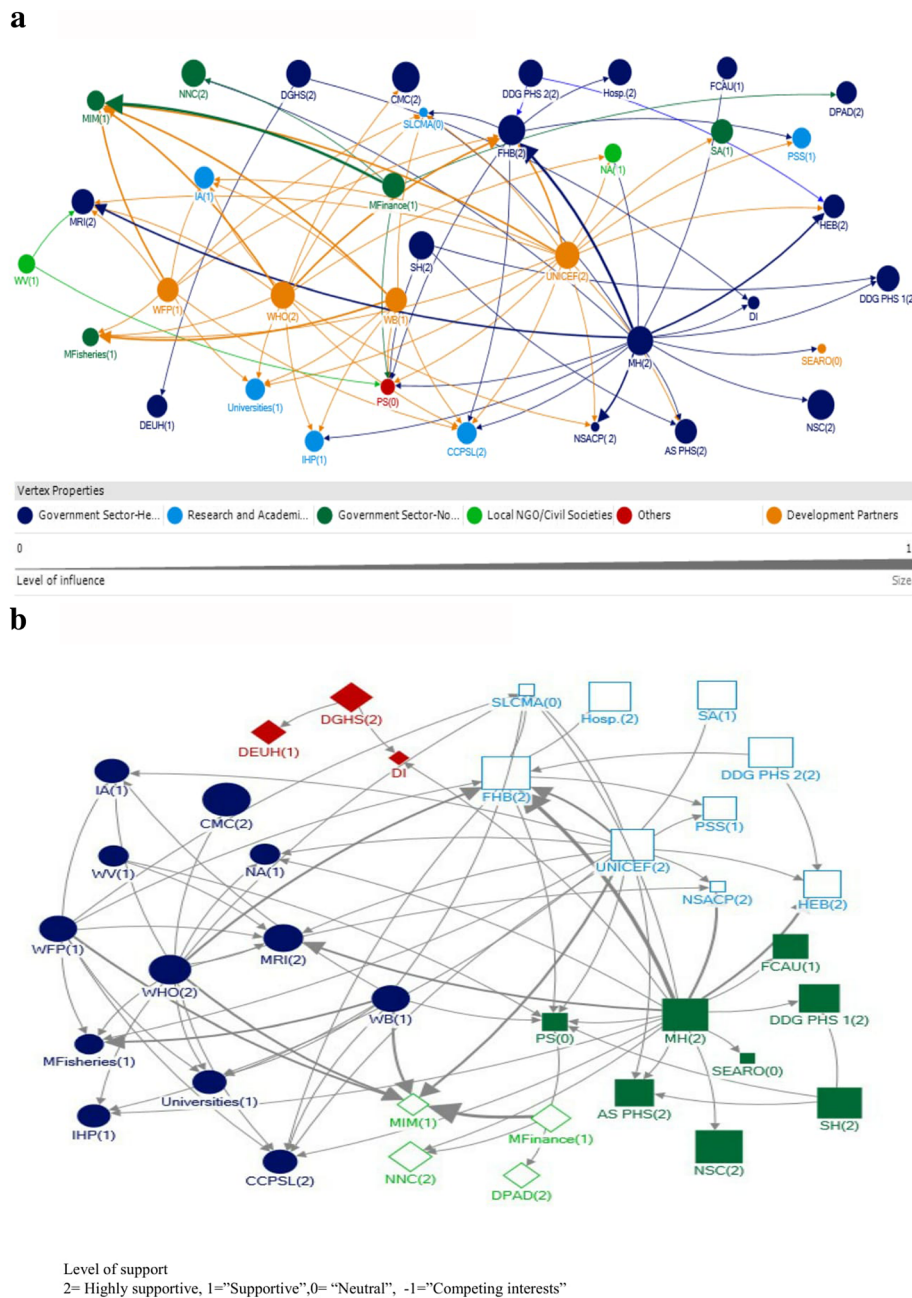 a
NNC(2)
DGHS(2)
CMC(2)
DDG PHS 2(2)
Hosp.(2)
FCAU(1)
DPAD(2)
MIM(1)
SLCMA(0)
FHB(2)
SA(1)
PSS(1)
IA(1)
MFinance(1)
MRI(2)
HEB(2)
WV(1)
SH(2)
UNICEF(2)
DDG PHS 1(2
WFP(1)
WHO(2)
WB(1)
DI
MFisheries(1)
MH(2)
SEARO(0)
Universities(1)
PS(0)
DEUH(1)
NSC(2)
IHP(1)
CCPSL(2)
NSACP( 2)
AS PHS(2)
Vertex Properties
Government Sector-He... Research and Academi... Government Sector-No... Local NGO/Civil Societies Others Development Partners
0 1
Level of influence Size
b
SLCMA(0)
Hosp.(2)
SA(1)
DGHS(2)
DEUH(1)
DI
DDG PHS 2(2)
IA(1)
FHB(2)
CMC(2)
PSS(1)
WV(1)
NA(1)
UNICEF(2)
NSACP(2)
HEB(2)
WFP(1)
MRI(2)
FCAU(1)
WHO(2)
WB(1)
DDG PHS 1(2)
PS(0)
MH(2)
MFisheries(1)
SEARO(0)
Universities(1)
IHP(1)
MIM(1)
MFinance(1)
AS PHS(2)
SH(2)
CCPSL(2)
NNC(2)
DPAD(2)
NSC(2)
Level of support
2= Highly supportive, 1="Supportive",0= “Neutral”, -1="Competing interests”